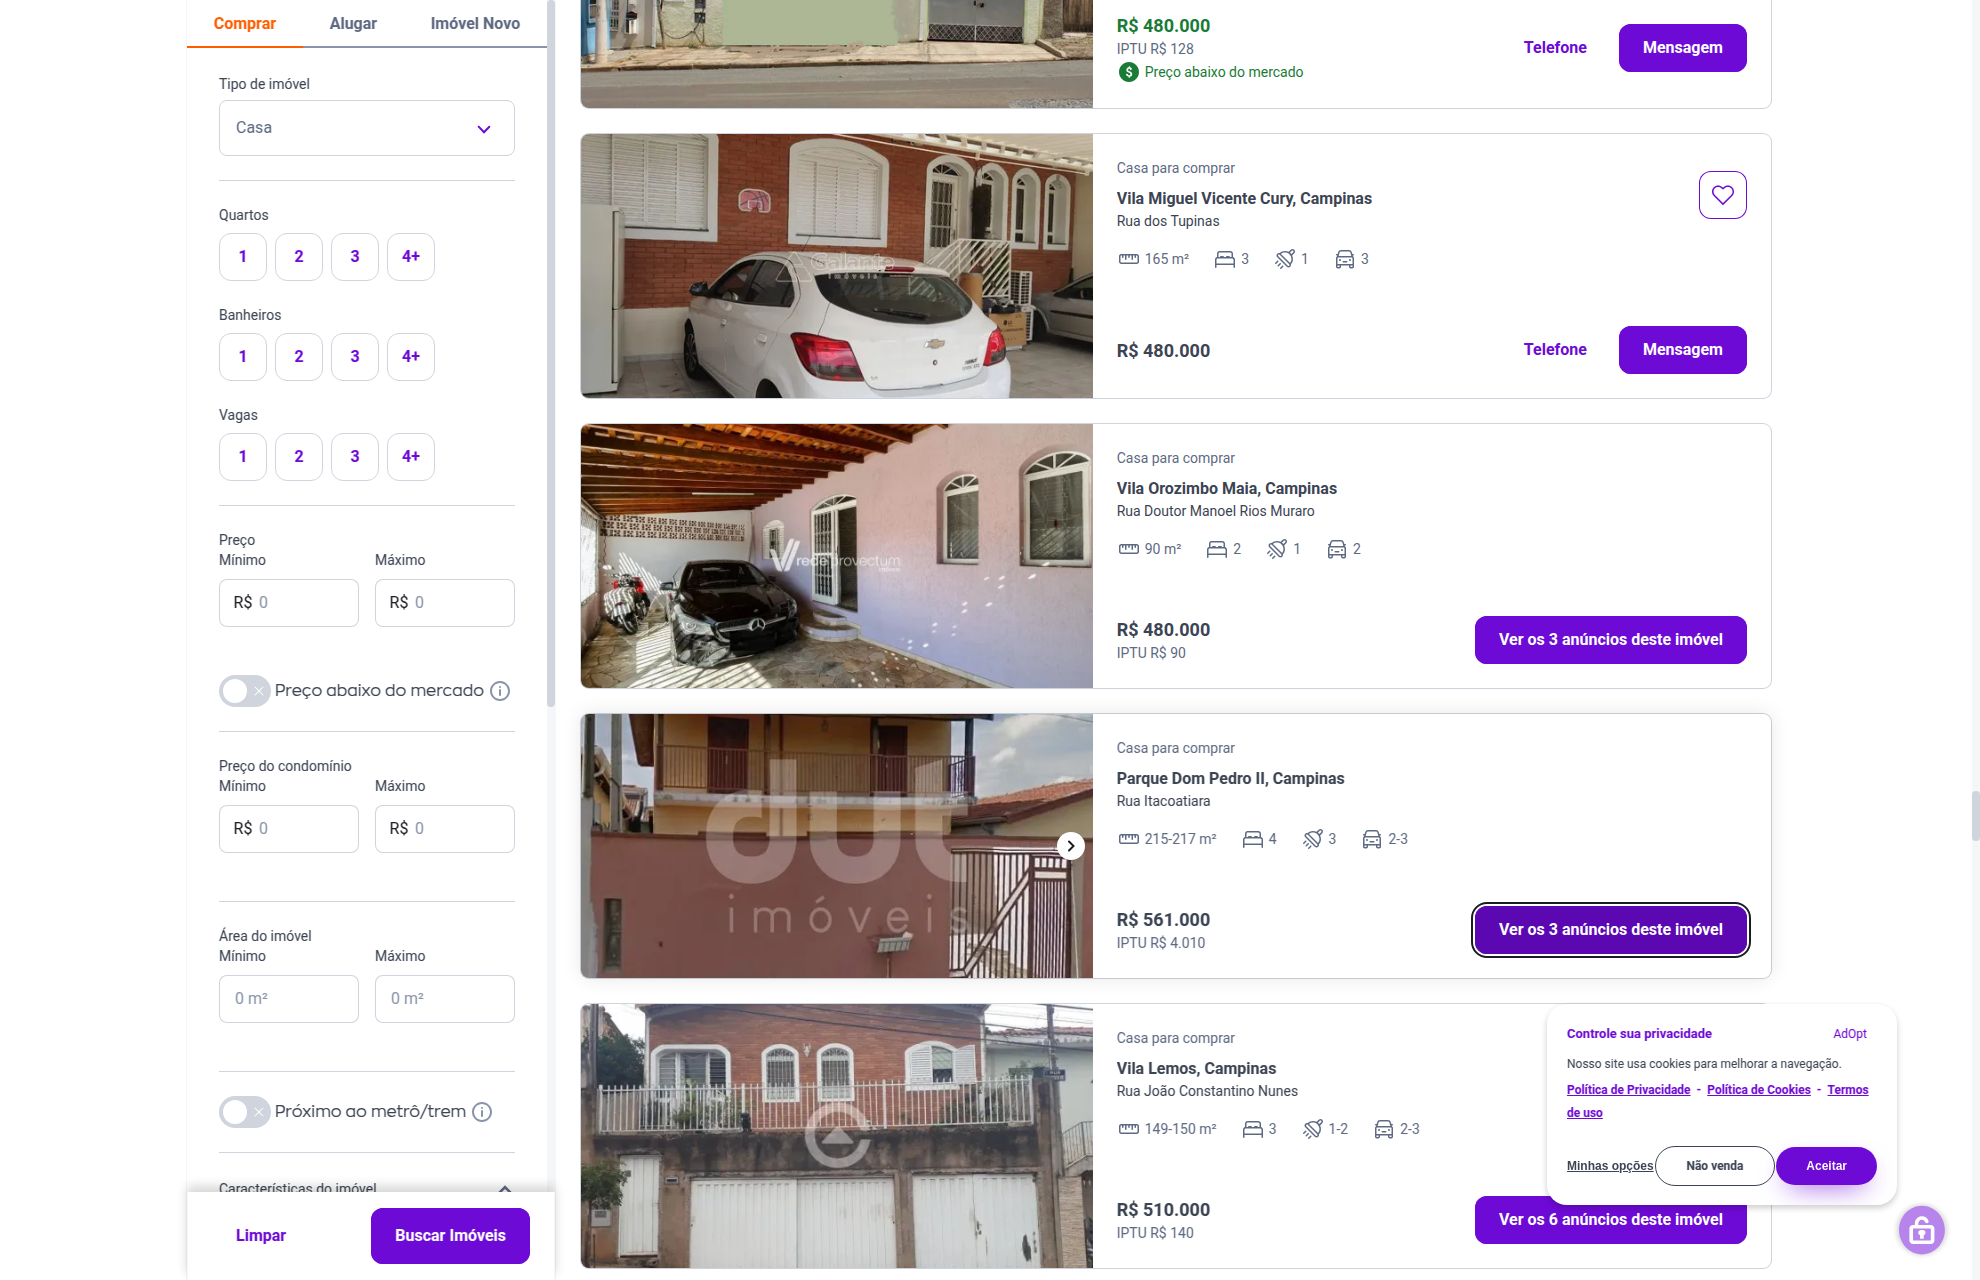 Comprar
Alugar
Imóvel Novo
Tipo de imóvel
Casa
Quartos
1
2
3
4+
Banheiros
1
2
3
4+
Vagas
1
2
3
4+
Preço
Mínimo
Máximo
R$ 0
R$ 0
Preço abaixo do mercado
Preço do condomínio
Mínimo
Máximo
R$ 0
R$ 0
Área do imóvel
Mínimo
Máximo
0 m²
0 m²
Próximo ao metrô/trem
Características do imóvel
Limpar
Buscar Imóveis
R$ 480.000
IPTU R$ 128
Preço abaixo do mercado
Telefone
Mensagem
Galante
imóveis
Casa para comprar
Vila Miguel Vicente Cury, Campinas
Rua dos Tupinas
165 m²
3
1
3
R$ 480.000
Telefone
Mensagem
rede provectum
Casa para comprar
Vila Orozimbo Maia, Campinas
Rua Doutor Manoel Rios Muraro
90 m²
2
1
2
R$ 480.000
IPTU R$ 90
Ver os 3 anúncios deste imóvel
dut
imóveis
Casa para comprar
Parque Dom Pedro II, Campinas
Rua Itacoatiara
215-217 m²
4
3
2-3
R$ 561.000
IPTU R$ 4.010
Ver os 3 anúncios deste imóvel
Casa para comprar
Vila Lemos, Campinas
Rua João Constantino Nunes
149-150 m²
3
1-2
2-3
R$ 510.000
IPTU R$ 140
Ver os 6 anúncios deste imóvel
Controle sua privacidade
AdOpt
Nosso site usa cookies para melhorar a navegação.
Política de Privacidade - Política de Cookies - Termos
de uso
Minhas opções
Não venda
Aceitar